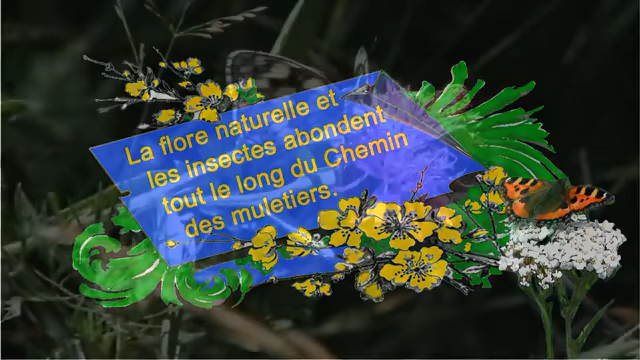 La flore naturelle et
les insectes abondent
tout le long du Chemin
des muletiers.